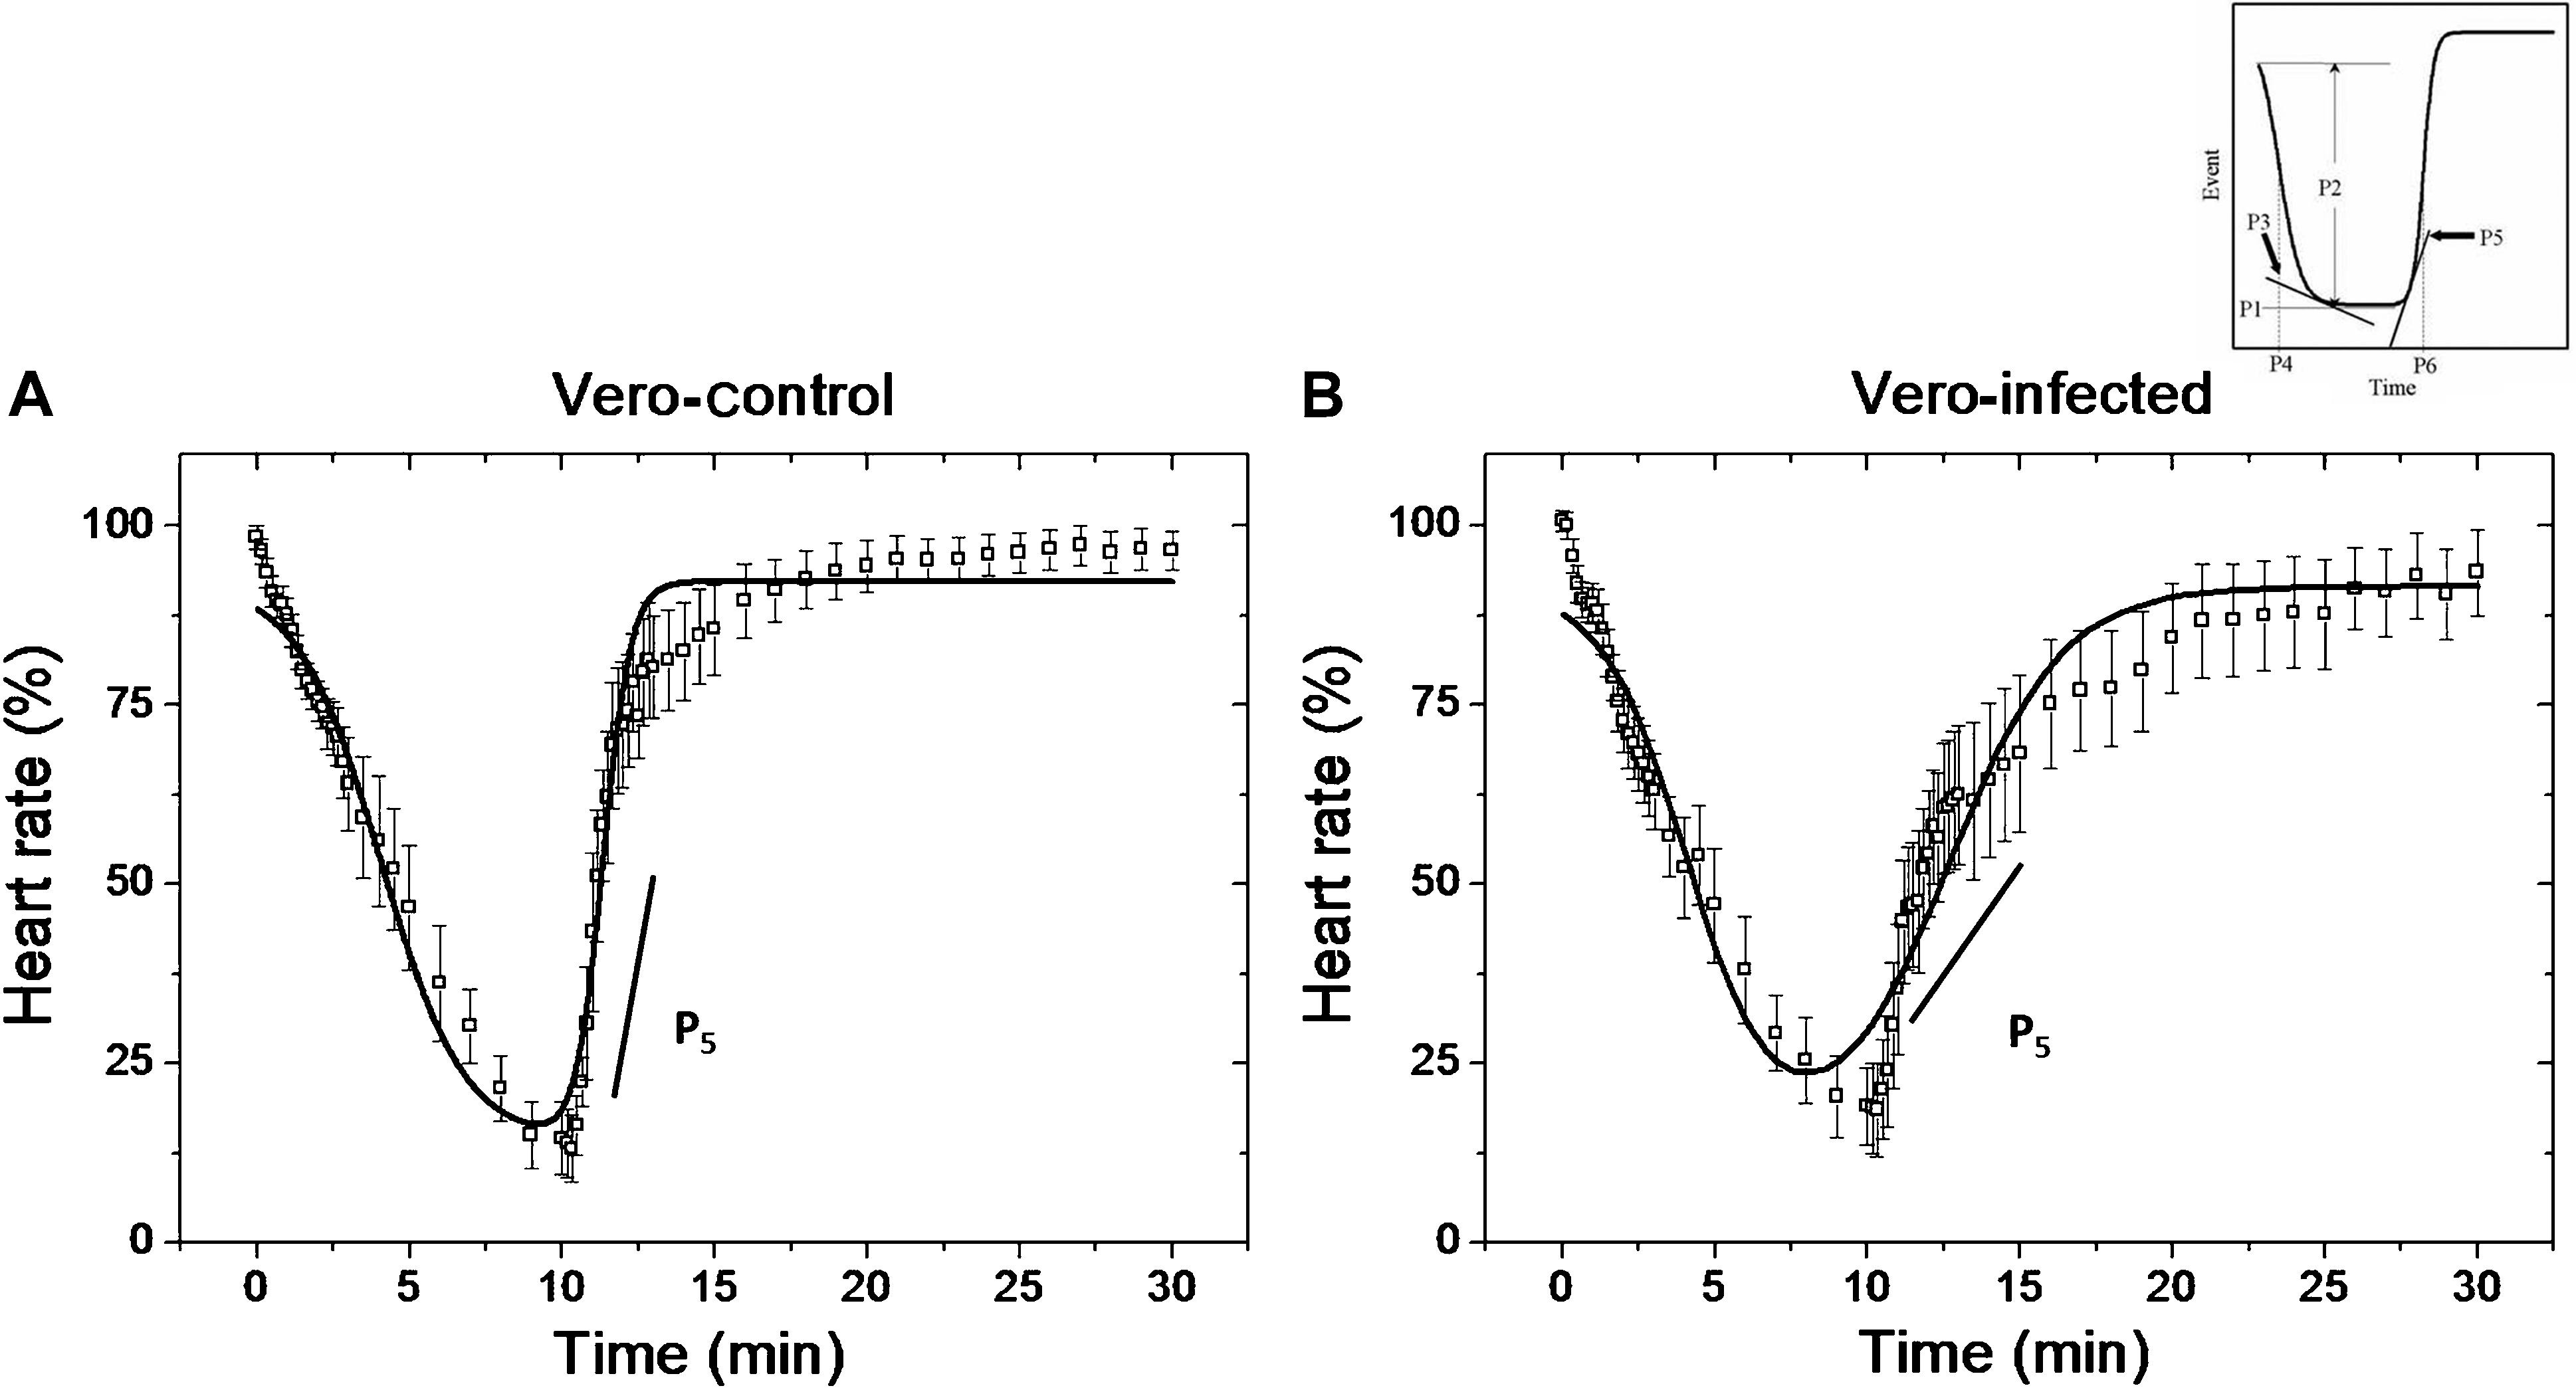 Event
P2
P3
P5
P1
P4
P6
Time
A
Vero-control
B
Vero-infected
Heart rate (%)
100
75
50
25
0
P5
0 5 10 15 20 25 30
Time (min)
Heart rate (%)
100
75
50
25
0
P5
0 5 10 15 20 25 30
Time (min)